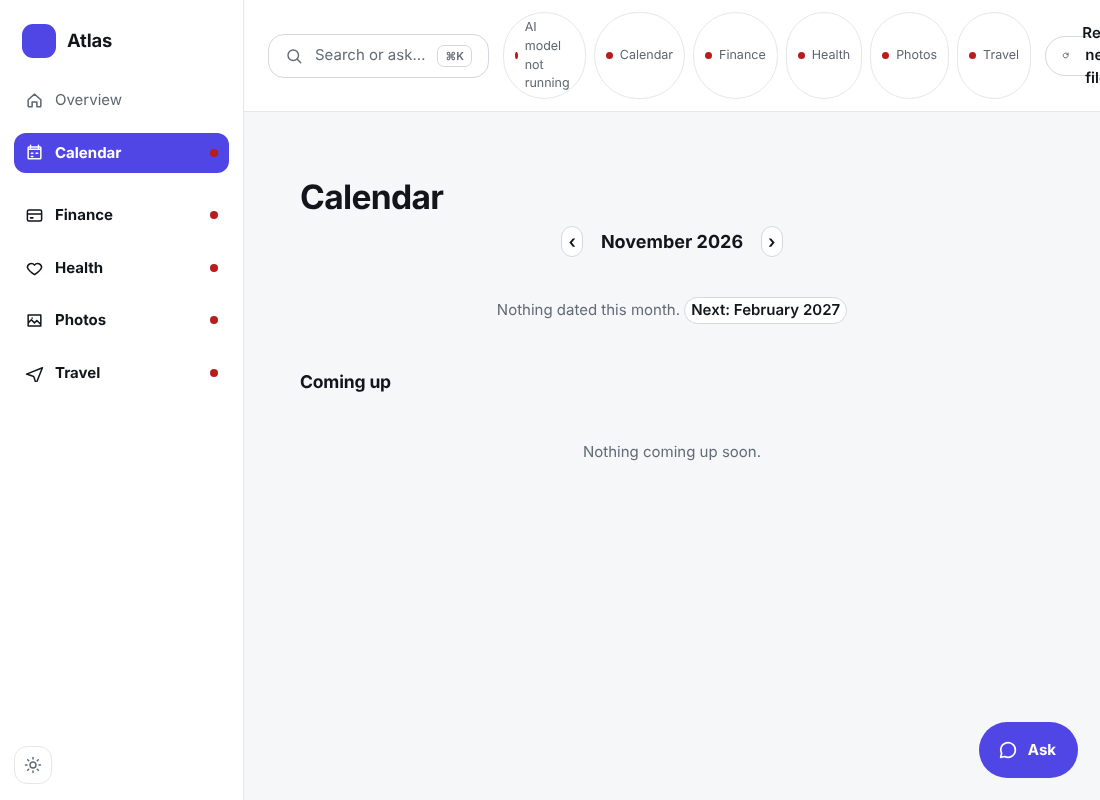 Atlas
Overview
Calendar
Finance
Health
Photos
Travel
Search or ask... ⌘K
AI
model
not
running
Calendar
Finance
Health
Photos
Travel
Calendar
‹ November 2026 ›
Nothing dated this month. Next: February 2027
Coming up
Nothing coming up soon.
Ask